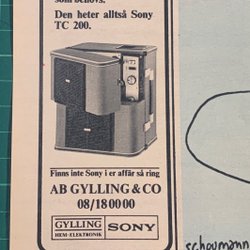 som behövs.
Den heter alltså Sony
TC 200.
Finns inte Sony i er affär så ring
AB GYLLING & CO
08/18 00 00
GYLLING
HEM-ELEKTRONIK
SONY
schaumann